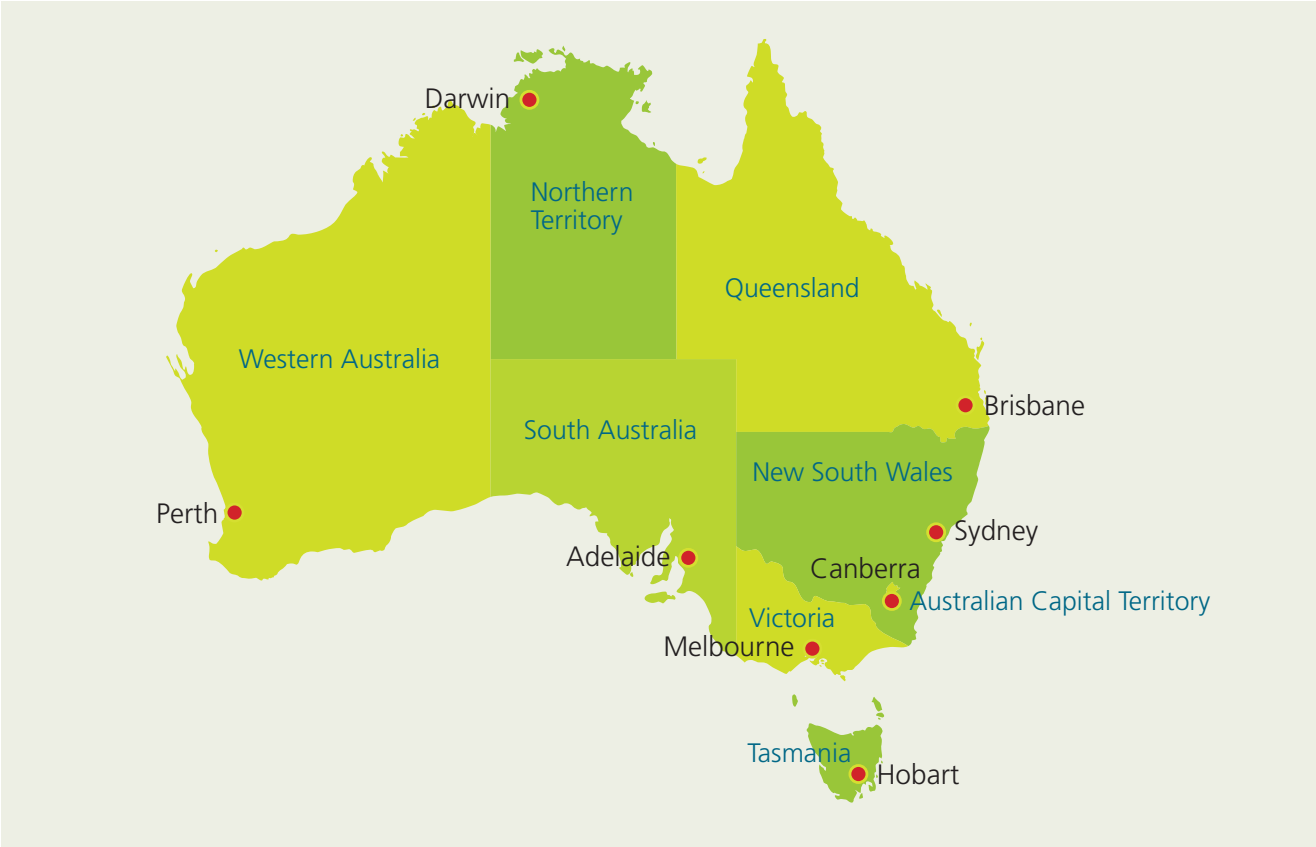 Darwin
Northern
Territory
Queensland
Western Australia
Brisbane
South Australia
New South Wales
Perth
Sydney
Adelaide
Canberra
Australian Capital Territory
Victoria
Melbourne
Tasmania
Hobart